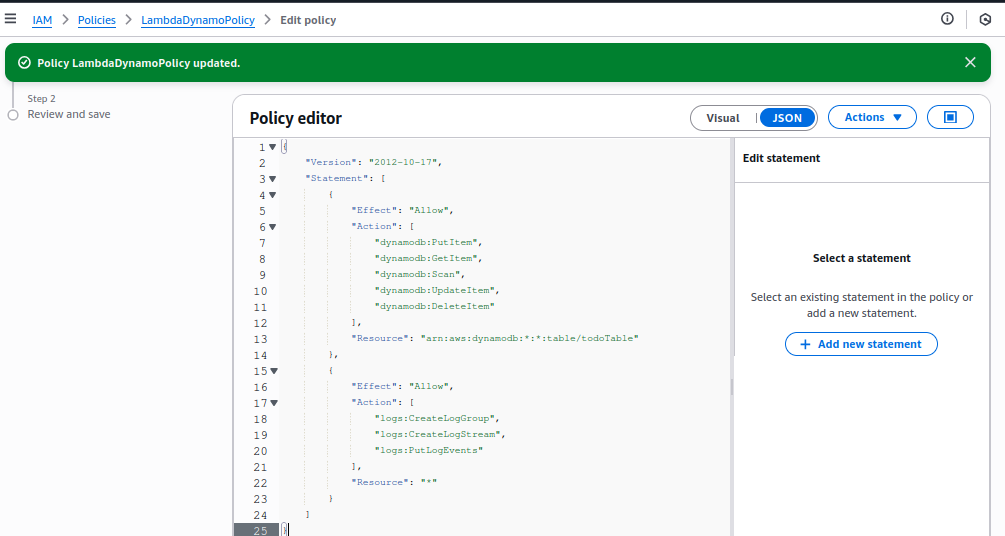 IAM > Policies > LambdaDynamoPolicy > Edit policy
Policy LambdaDynamoPolicy updated.
Step 2
Review and save
Policy editor
Visual | JSON
Actions
1 {
2 "Version": "2012-10-17",
3 "Statement": [
4 {
5 "Effect": "Allow",
6 "Action": [
7 "dynamodb:PutItem",
8 "dynamodb:GetItem",
9 "dynamodb:Scan",
10 "dynamodb:UpdateItem",
11 "dynamodb:DeleteItem"
12 ],
13 "Resource": "arn:aws:dynamodb:*:*:table/todoTable"
14 },
15 {
16 "Effect": "Allow",
17 "Action": [
18 "logs:CreateLogGroup",
19 "logs:CreateLogStream",
20 "logs:PutLogEvents"
21 ],
22 "Resource": "*"
23 }
24 ]
25 }
Edit statement
Select a statement
Select an existing statement in the policy or
add a new statement.
+ Add new statement